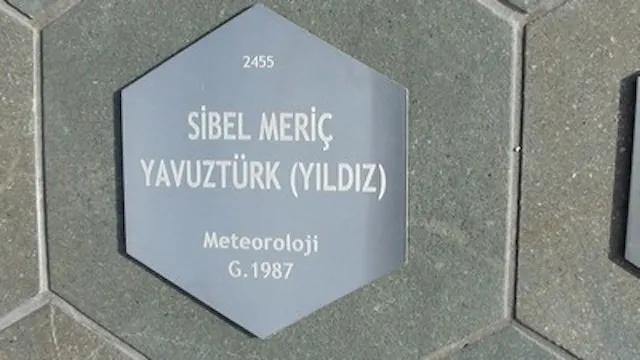 2455
SİBEL MERİÇ
YAVUZTÜRK (YILDIZ)
Meteoroloji
G.1987